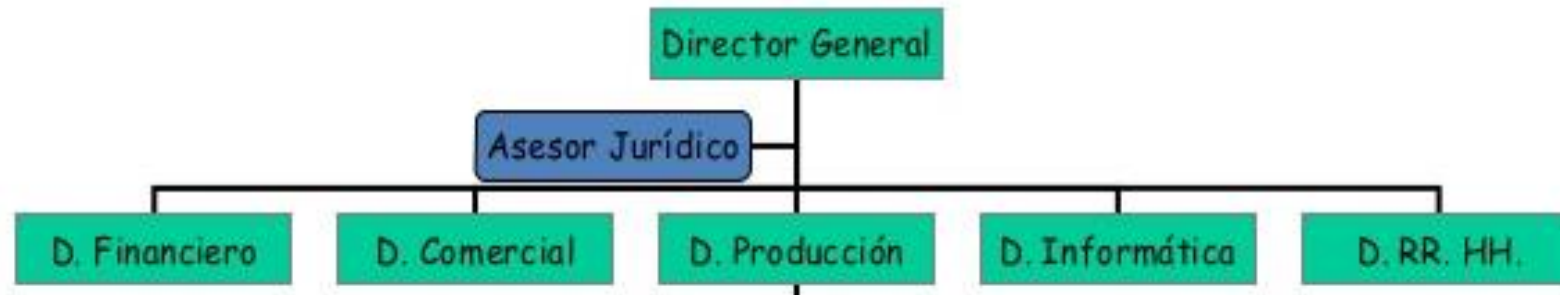 Director General
Asesor Jurídico
D. Financiero
D. Comercial
D. Producción
D. Informática
D. RR. HH.